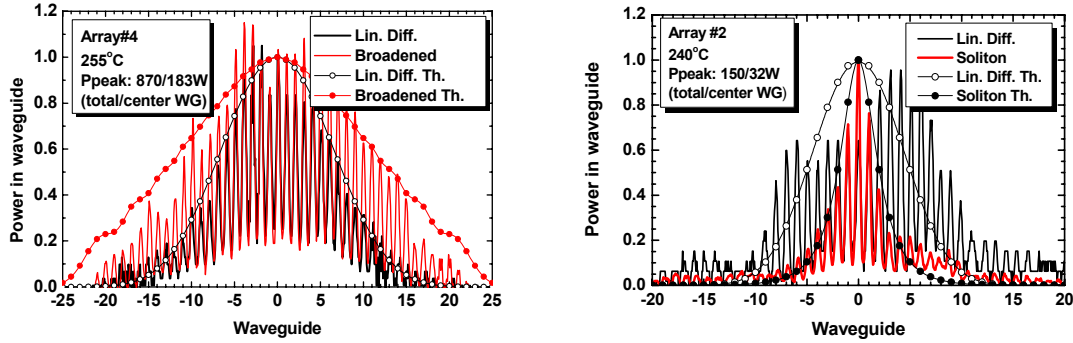 Array#4
255°C
Ppeak: 870/183W
(total/center WG)
Lin. Diff.
Broadened
Lin. Diff. Th.
Broadened Th.
Power in waveguide
1.2
1.0
0.8
0.6
0.4
0.2
0.0
-25 -20 -15 -10 -5 0 5 10 15 20 25
Waveguide
Array #2
240°C
Ppeak: 150/32W
(total/center WG)
Lin. Diff.
Soliton
Lin. Diff. Th.
Soliton Th.
Power in waveguide
1.2
1.0
0.8
0.6
0.4
0.2
0.0
-20 -15 -10 -5 0 5 10 15 20
Waveguide